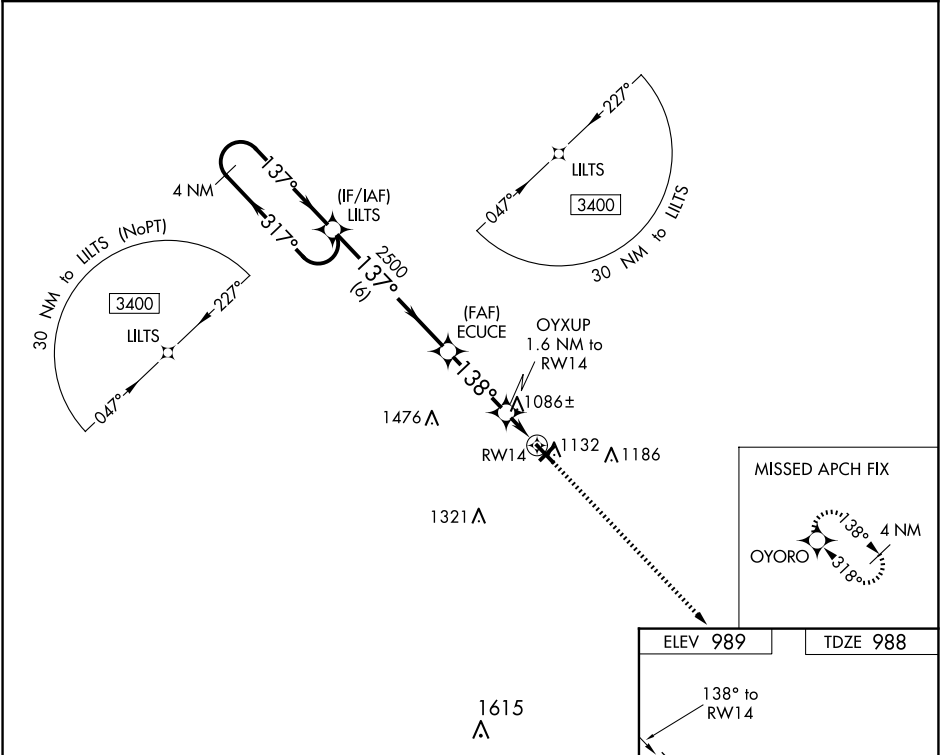 227°
LILTS
047°
3400
30 NM to LILTS
4 NM
137°
317°
(IF/IAF)
LILTS
2500
137°
(6)
30 NM to LILTS (NoPT)
3400
227°
LILTS
047°
(FAF)
ECUCE
OYXUP
1.6 NM to
RW14
138°
1086±
1476
RW14
1132
1186
1321
MISSED APCH FIX
138°
4 NM
OYORO
318°
ELEV 989
TDZE 988
138° to
RW14
1615